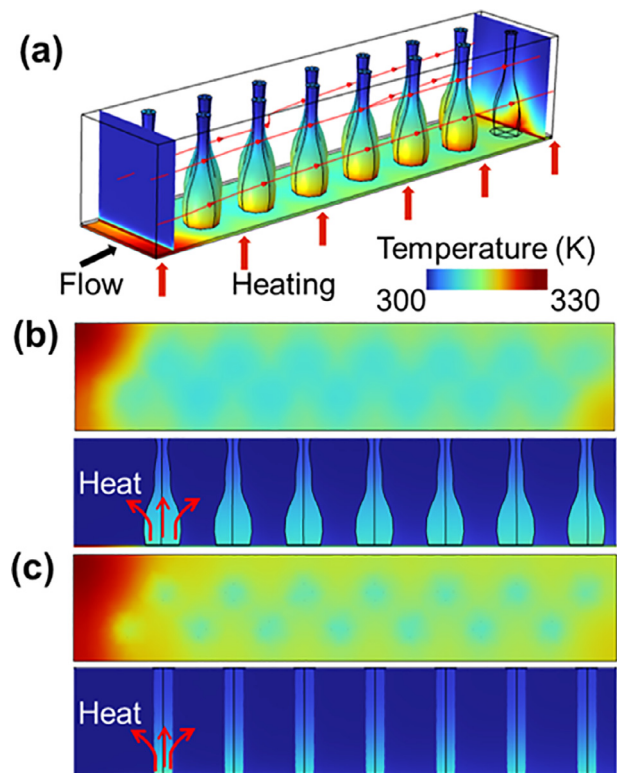 (a)
Temperature (K)
Flow
Heating
300
330
(b)
Heat
(c)
Heat